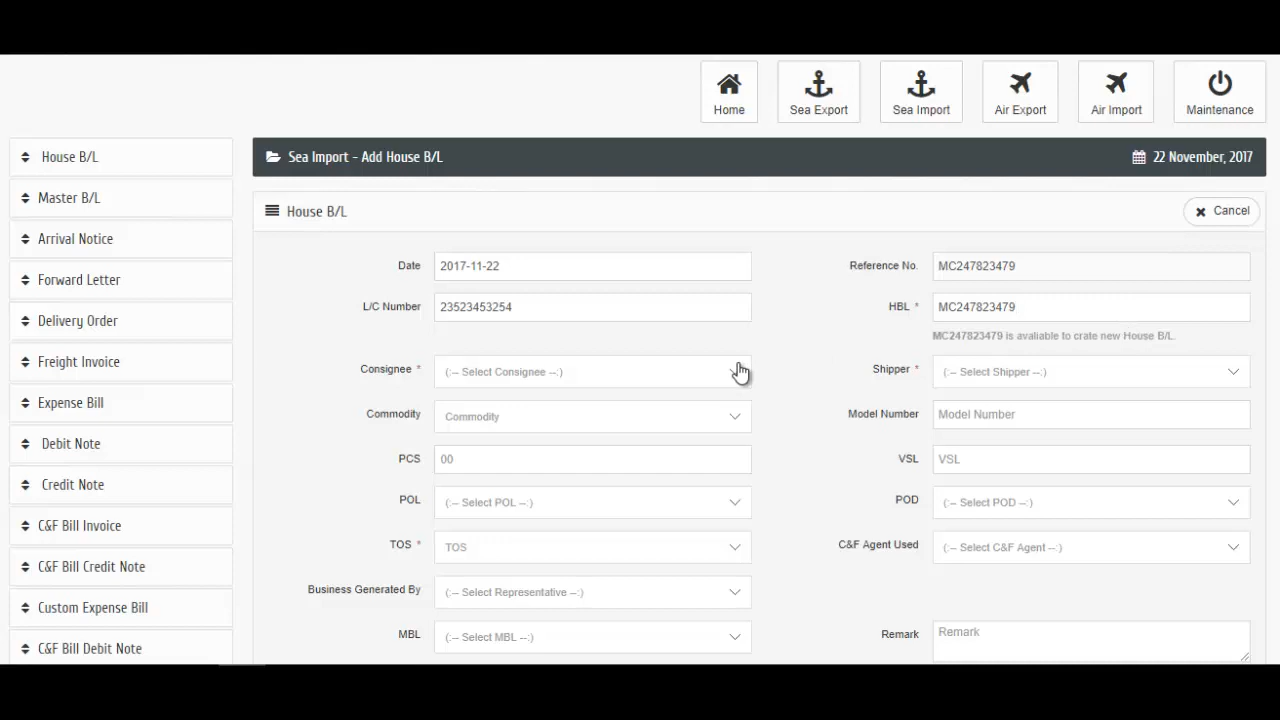 Home
Sea Export
Sea Import
Air Export
Air Import
Maintenance
House B/L
Master B/L
Arrival Notice
Forward Letter
Delivery Order
Freight Invoice
Expense Bill
Debit Note
Credit Note
C&F Bill Invoice
C&F Bill Credit Note
Custom Expense Bill
C&F Bill Debit Note
Sea Import - Add House B/L
22 November, 2017
House B/L
Cancel
Date 2017-11-22
Reference No. MC247823479
L/C Number 23523453254
HBL * MC247823479
MC247823479 is avaliable to crate new House B/L.
Consignee * (:-- Select Consignee --:)
Shipper * (:-- Select Shipper --:)
Commodity Commodity
Model Number Model Number
PCS 00
VSL VSL
POL (:-- Select POL --:)
POD (:-- Select POD --:)
TOS * TOS
C&F Agent Used (:-- Select C&F Agent --:)
Business Generated By (:-- Select Representative --:)
MBL (:-- Select MBL --:)
Remark Remark